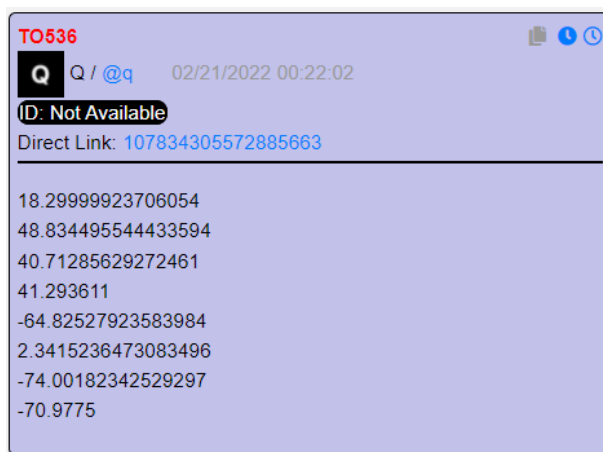 TO536
Q Q / @q 02/21/2022 00:22:02
ID: Not Available
Direct Link: 107834305572885663
18.29999923706054
48.834495544433594
40.71285629272461
41.293611
-64.82527923583984
2.3415236473083496
-74.00182342529297
-70.9775